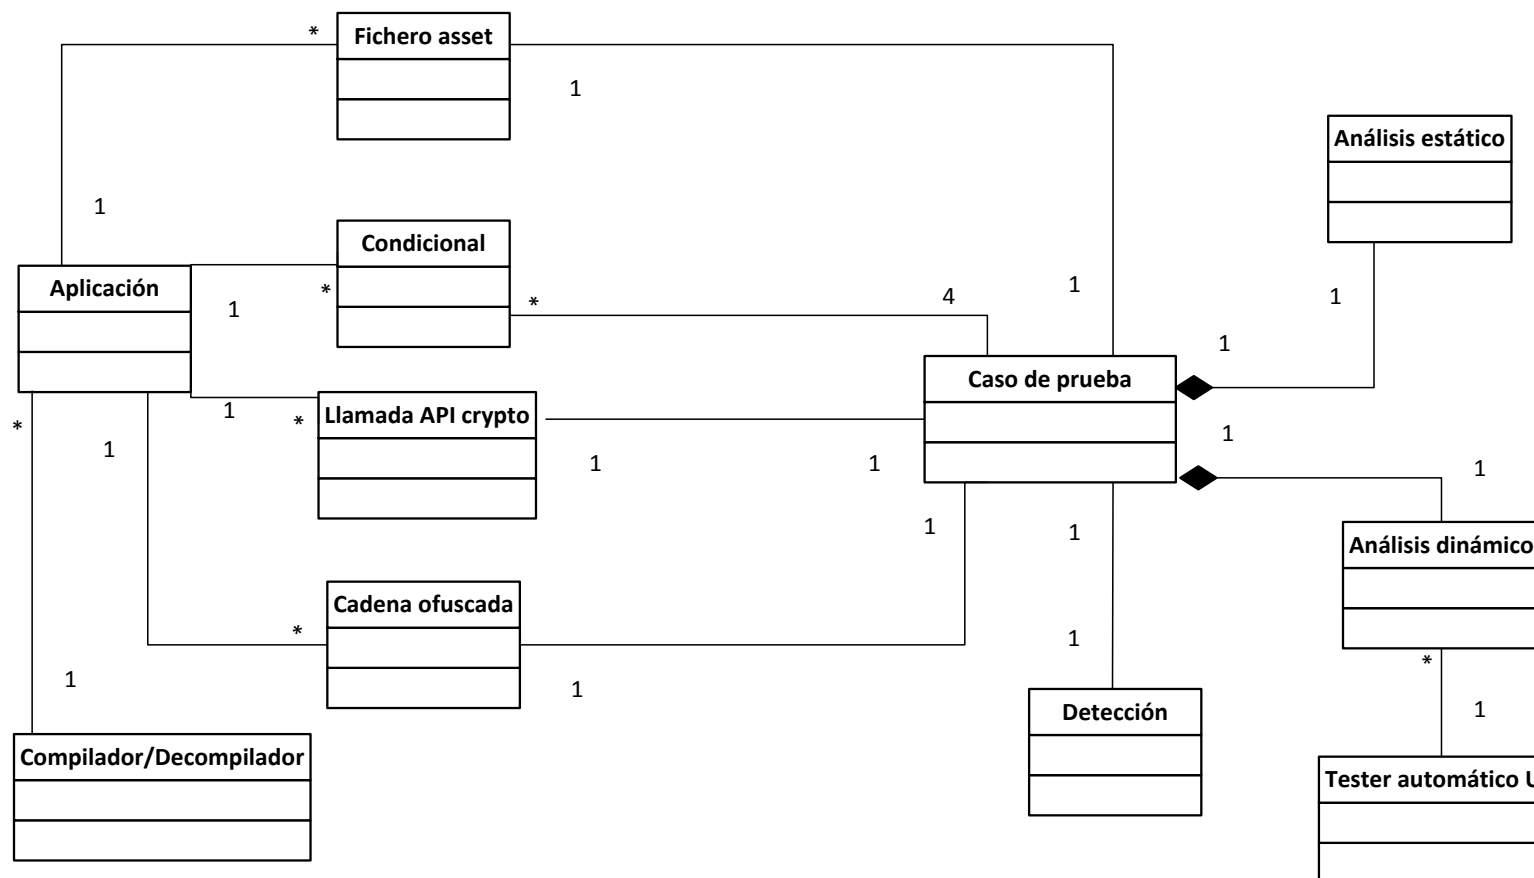 Fichero asset
*
1
Análisis estático
1
Condicional
Aplicación
*
1
*
4
1
1
1
Caso de prueba
1
*
Llamada API crypto
1
*
1
1
1
1
1
1
Análisis dinámico
Cadena ofuscada
*
1
1
1
*
Detección
1
Compilador/Decompilador
Tester automático U